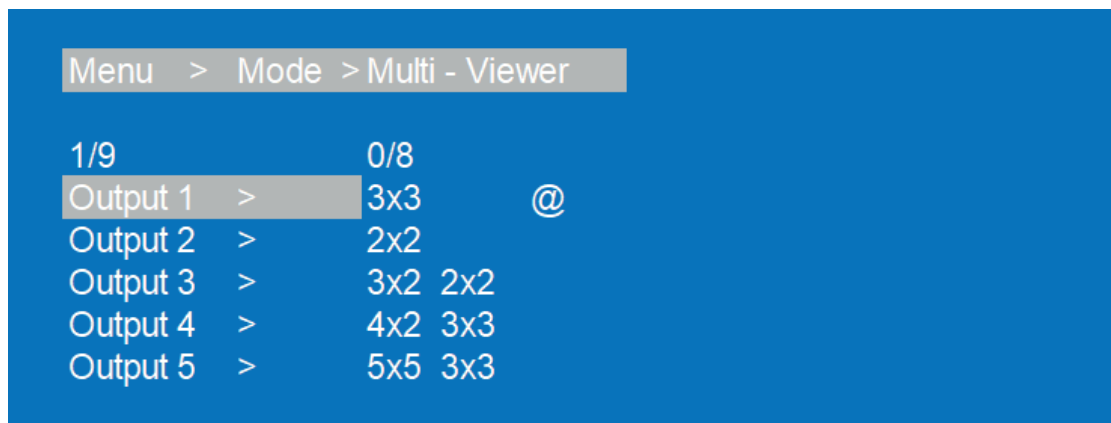 Menu > Mode > Multi - Viewer
1/9 0/8
Output 1 > 3x3 @
Output 2 > 2x2
Output 3 > 3x2 2x2
Output 4 > 4x2 3x3
Output 5 > 5x5 3x3